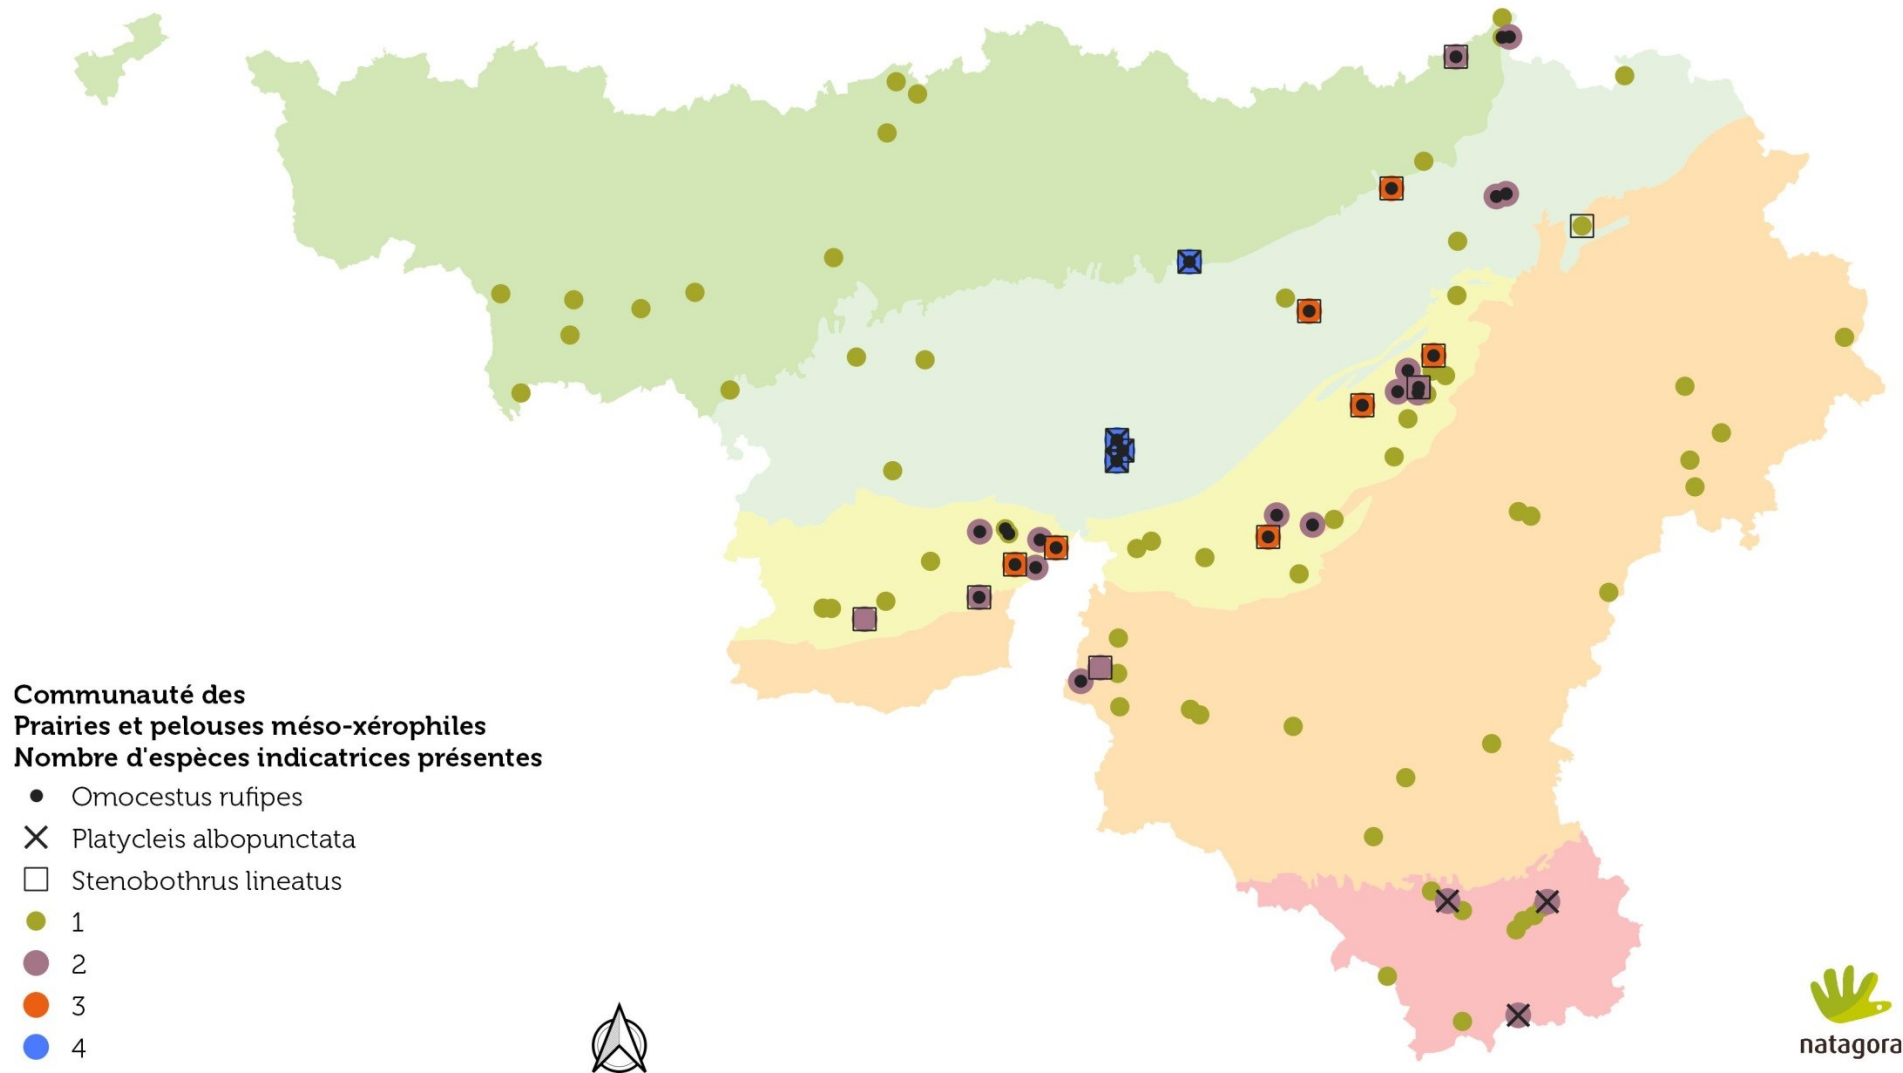 Communauté des
Prairies et pelouses méso-xérophiles
Nombre d'espèces indicatrices présentes
Omocestus rufipes
Platycleis albopunctata
Stenobothrus lineatus
1
2
3
4
natagora